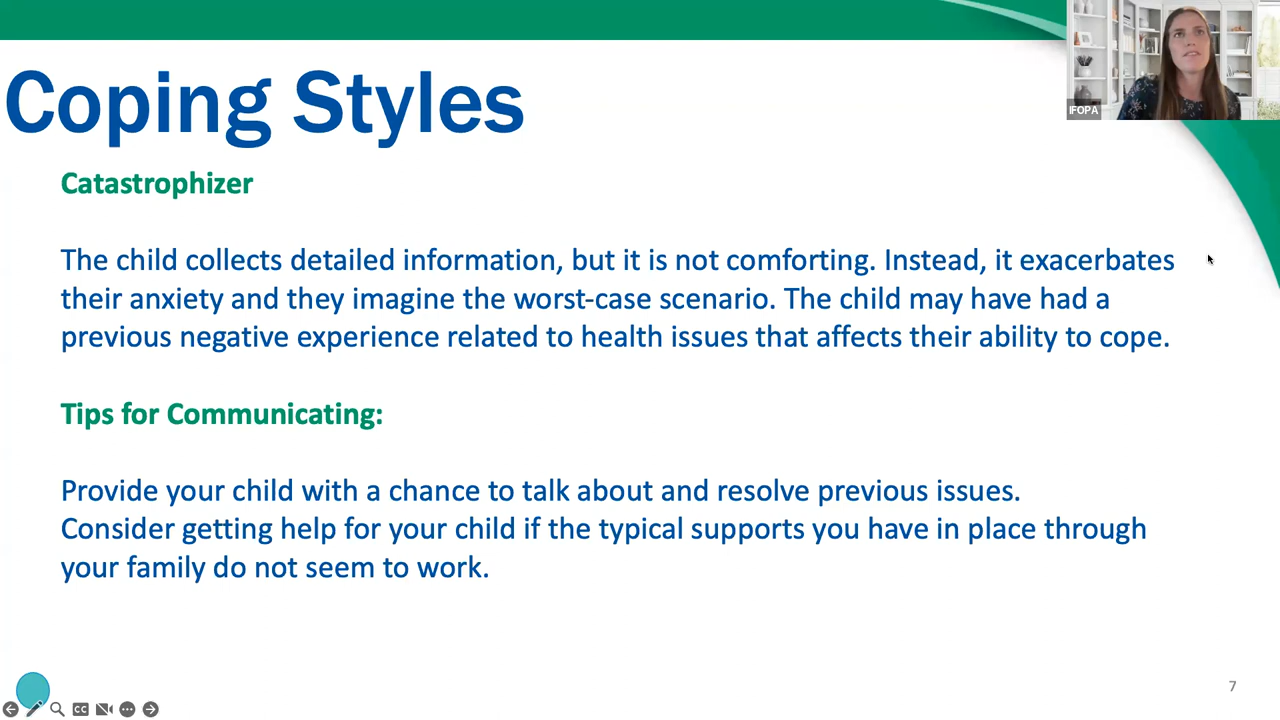 IFOPA
Coping Styles
Catastrophizer
The child collects detailed information, but it is not comforting. Instead, it exacerbates
their anxiety and they imagine the worst-case scenario. The child may have had a
previous negative experience related to health issues that affects their ability to cope.
Tips for Communicating:
Provide your child with a chance to talk about and resolve previous issues.
Consider getting help for your child if the typical supports you have in place through
your family do not seem to work.
7
CC